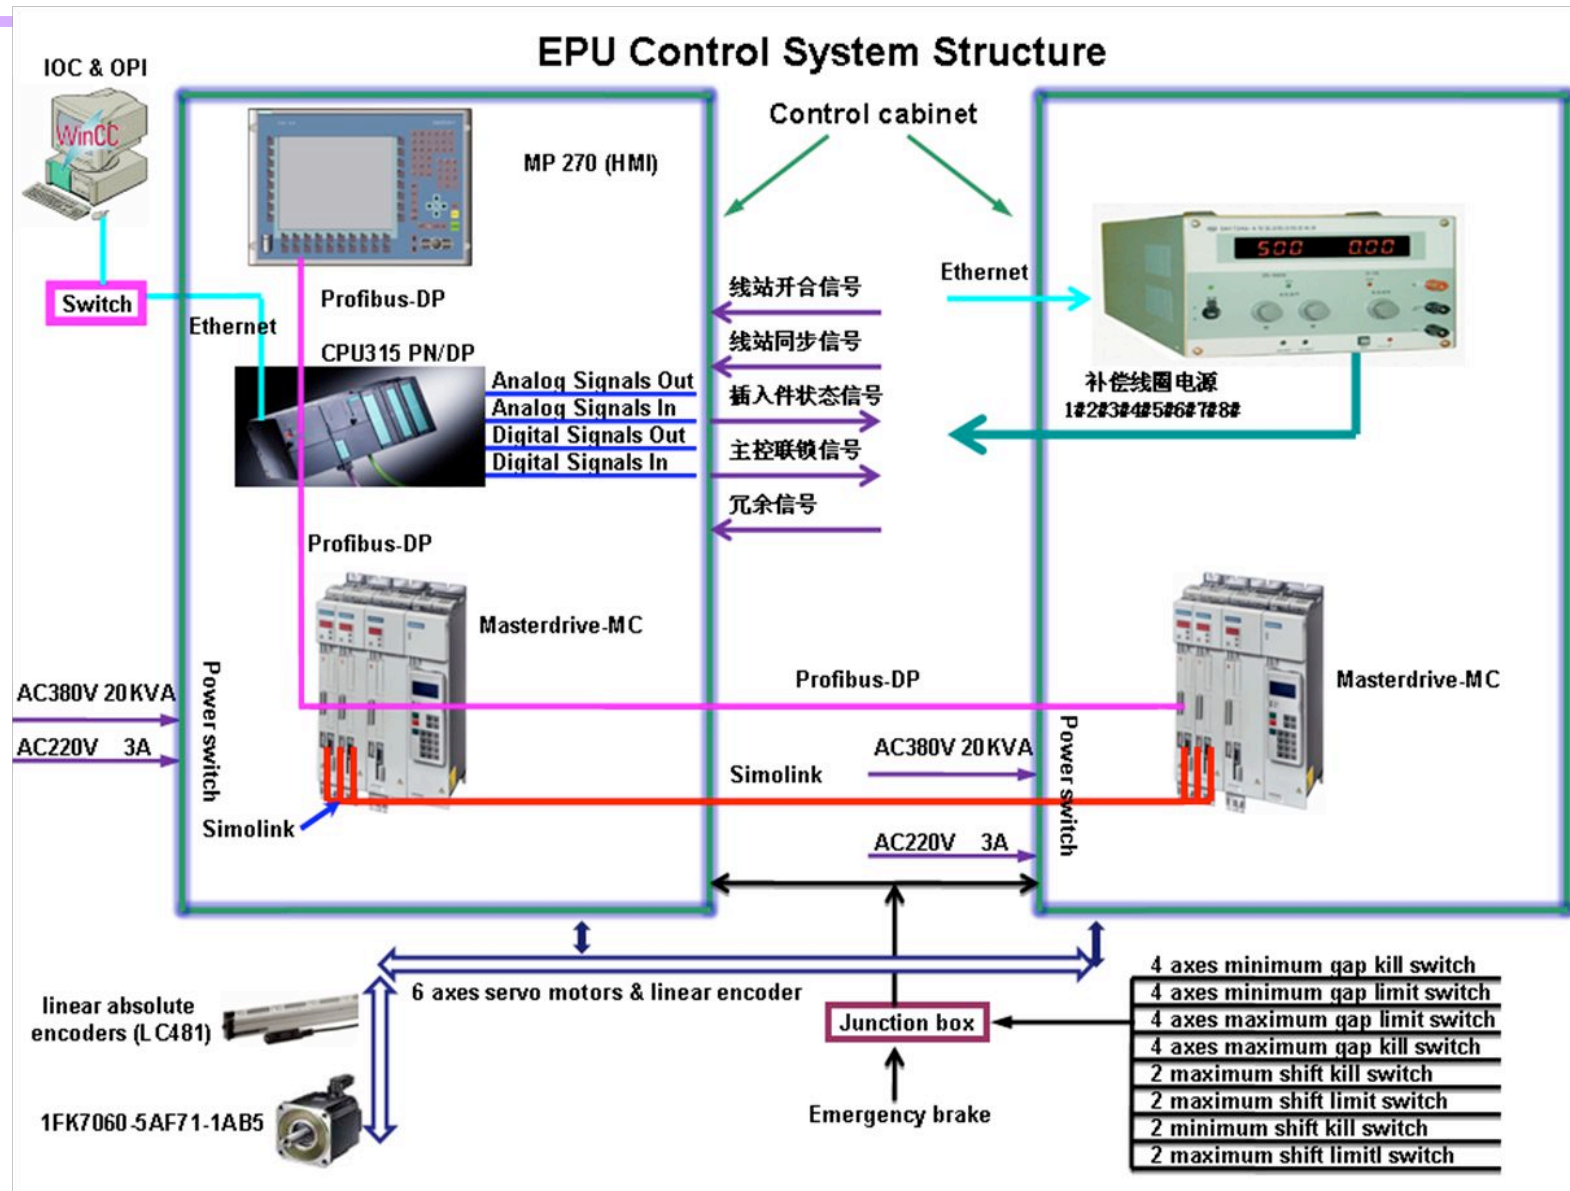 EPU Control System Structure
IOC & OPI
WinCC
Control cabinet
MP 270 (HMI)
Switch
Ethernet
Profibus-DP
CPU315 PN/DP
Analog Signals Out
Analog Signals In
Digital Signals Out
Digital Signals In
线站开合信号
线站同步信号
插入件状态信号
主控联锁信号
冗余信号
Ethernet
500 0.00
补偿线圈电源
1#2#3#4#5#6#7#8#
Profibus-DP
Masterdrive-MC
Power switch
AC380V 20KVA
AC220V 3A
Simolink
Profibus-DP
Simolink
AC380V 20KVA
AC220V 3A
Power switch
Masterdrive-MC
6 axes servo motors & linear encoder
linear absolute
encoders (LC481)
1FK7060-5AF71-1AB5
Junction box
Emergency brake
4 axes minimum gap kill switch
4 axes minimum gap limit switch
4 axes maximum gap limit switch
4 axes maximum gap kill switch
2 maximum shift kill switch
2 maximum shift limit switch
2 minimum shift kill switch
2 maximum shift limitl switch